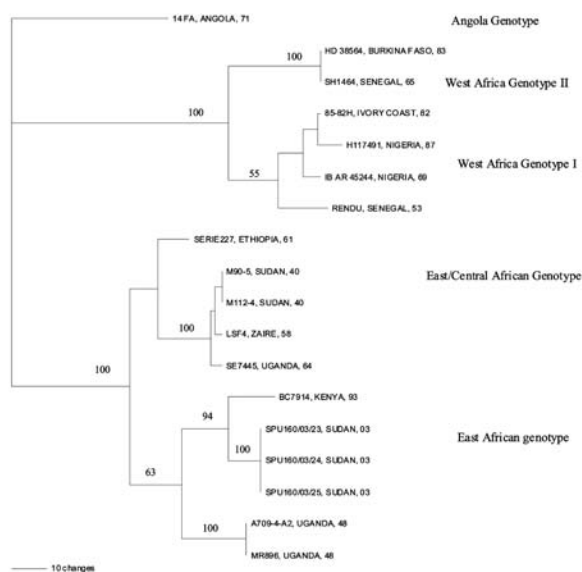 14 FA, ANGOLA, 71
Angola Genotype
HD 38564, BURKINA FASO, 83
100
SH1464, SENEGAL, 65
West Africa Genotype II
100
85-82H, IVORY COAST, 82
H117491, NIGERIA, 87
West Africa Genotype I
55
IB AR 45244, NIGERIA, 69
RENDU, SENEGAL, 53
SERIE227, ETHIOPIA, 61
M90-5, SUDAN, 40
East/Central African Genotype
M112-4, SUDAN, 40
100
LSF4, ZAIRE, 58
100
SE7445, UGANDA, 64
BC7914, KENYA, 93
94
SPU160/03/23, SUDAN, 03
East African genotype
100
SPU160/03/24, SUDAN, 03
63
SPU160/03/25, SUDAN, 03
A709-4-A2, UGANDA, 48
100
MR896, UGANDA, 48
10 changes